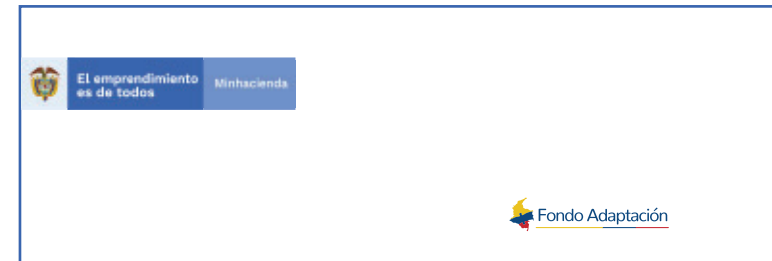 El emprendimiento
es de todos
Minhacienda
Fondo Adaptación